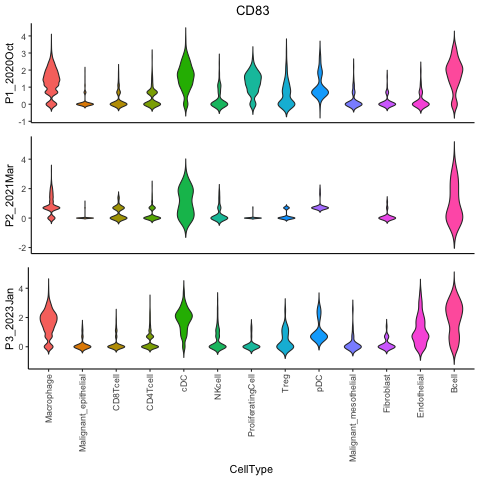 CD83
P1_2020Oct
4
3
2
1
0
-1
P2_2021Mar
4
2
0
-2
P3_2023Jan
4
2
0
Macrophage
Malignant_epithelial
CD8Tcell
CD4Tcell
cDC
NKcell
ProliferatingCell
Treg
pDC
Malignant_mesothelial
Fibroblast
Endothelial
Bcell
CellType